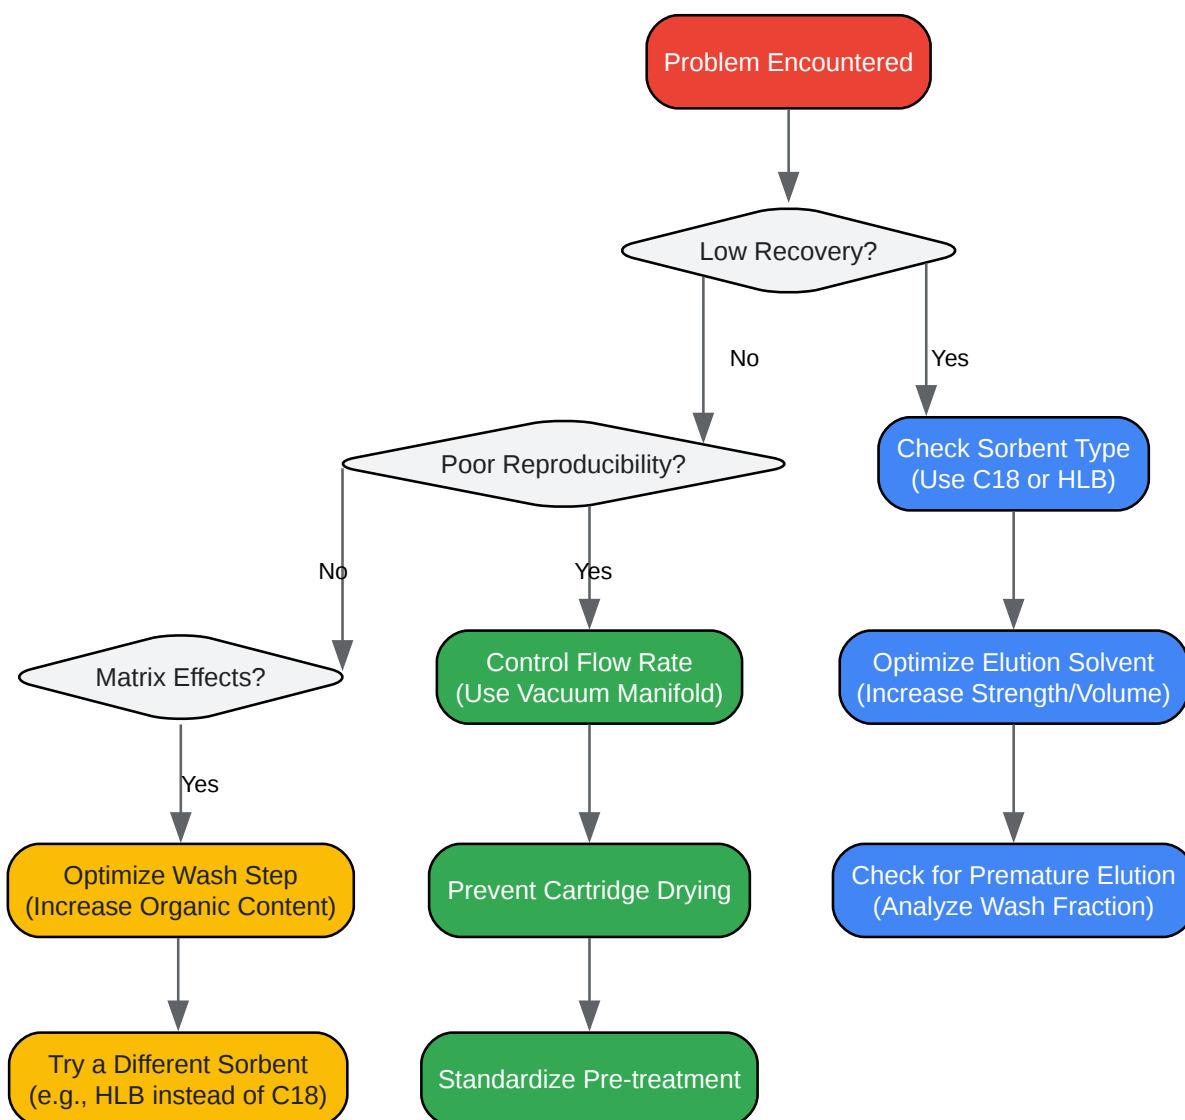 Problem Encountered
Low Recovery?
No
Yes
Poor Reproducibility?
Check Sorbent Type
(Use C18 or HLB)
No
Yes
Matrix Effects?
Control Flow Rate
(Use Vacuum Manifold)
Optimize Elution Solvent
(Increase Strength/Volume)
Yes
Optimize Wash Step
(Increase Organic Content)
Prevent Cartridge Drying
Check for Premature Elution
(Analyze Wash Fraction)
Try a Different Sorbent
(e.g., HLB instead of C18)
Standardize Pre-treatment